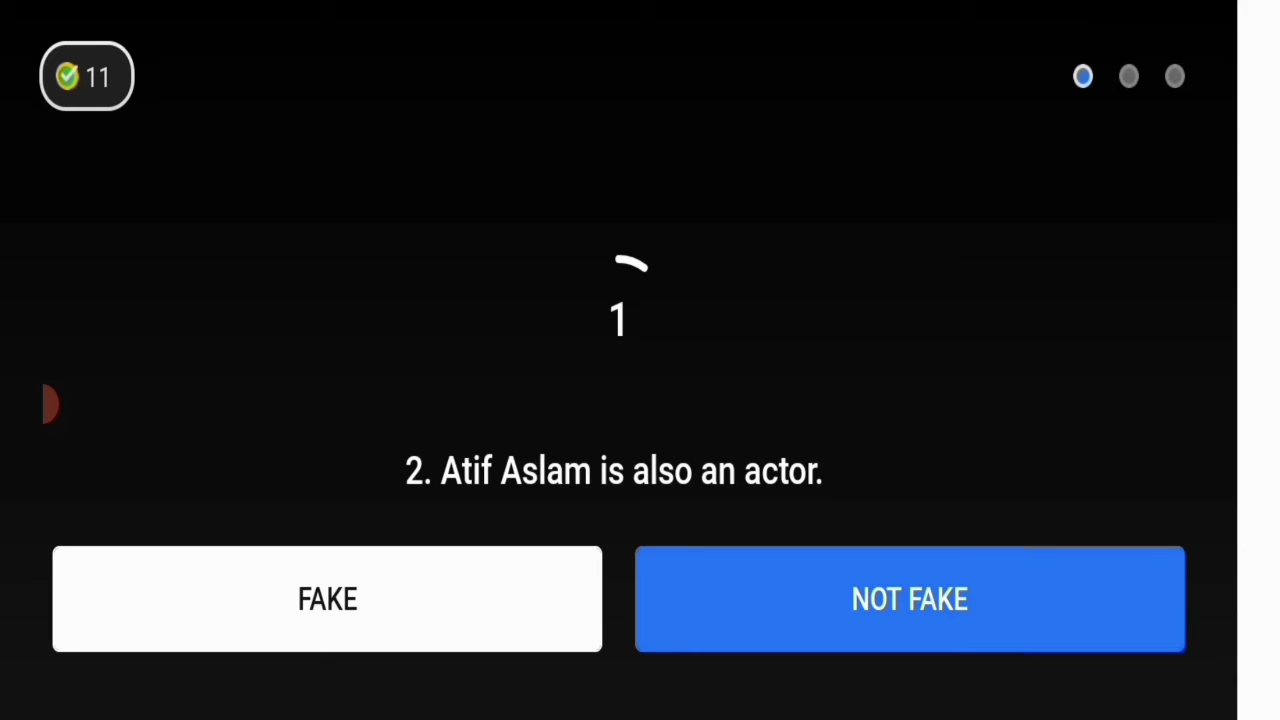 11
1
2. Atif Aslam is also an actor.
FAKE
NOT FAKE